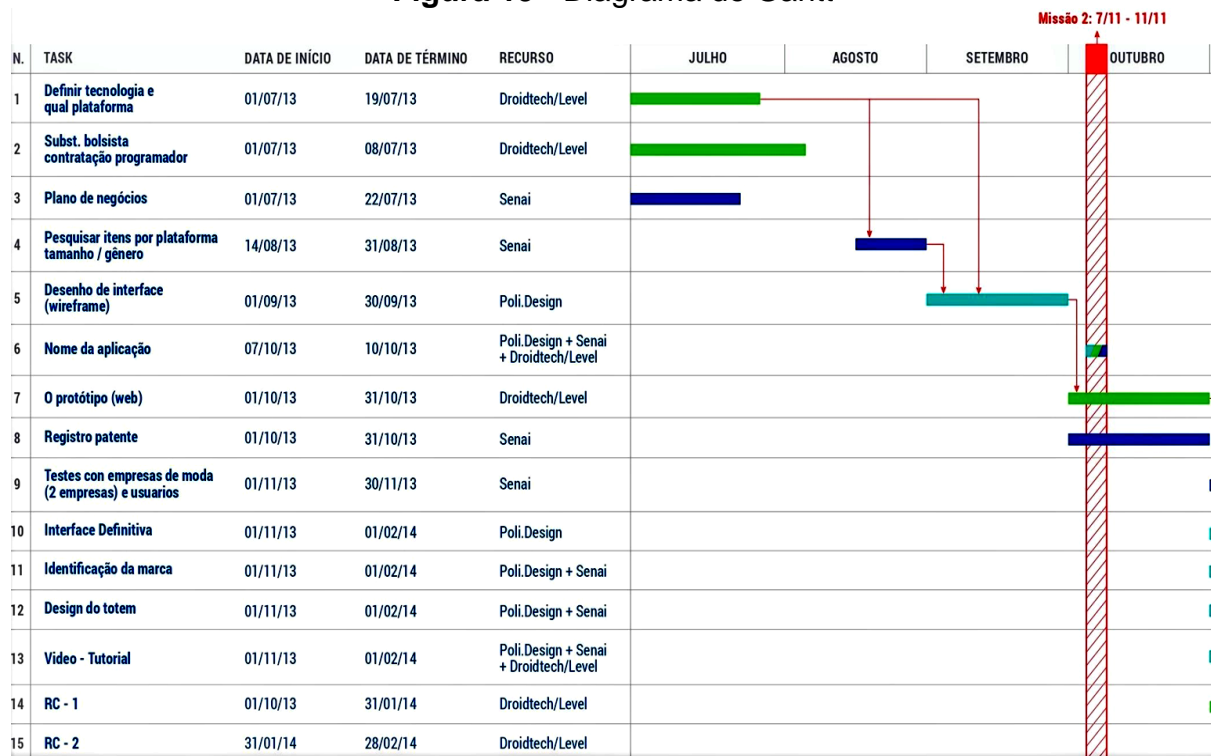 Missão 2: 7/11 - 11/11
N. TASK DATA DE INÍCIO DATA DE TÉRMINO RECURSO JULHO AGOSTO SETEMBRO OUTUBRO
1 Definir tecnologia e
qual plataforma 01/07/13 19/07/13 Droidtech/Level
2 Subst. bolsista
contratação programador 01/07/13 08/07/13 Droidtech/Level
3 Plano de negócios 01/07/13 22/07/13 Senai
4 Pesquisar itens por plataforma
tamanho / gênero 14/08/13 31/08/13 Senai
5 Desenho de interface
(wireframe) 01/09/13 30/09/13 Poli.Design
6 Nome da aplicação 07/10/13 10/10/13 Poli.Design + Senai
+ Droidtech/Level
7 O protótipo (web) 01/10/13 31/10/13 Droidtech/Level
8 Registro patente 01/10/13 31/10/13 Senai
9 Testes con empresas de moda
(2 empresas) e usuarios 01/11/13 30/11/13 Senai
10 Interface Definitiva 01/11/13 01/02/14 Poli.Design
11 Identificação da marca 01/11/13 01/02/14 Poli.Design + Senai
12 Design do totem 01/11/13 01/02/14 Poli.Design + Senai
13 Video - Tutorial 01/11/13 01/02/14 Poli.Design + Senai
+ Droidtech/Level
14 RC - 1 01/10/13 31/01/14 Droidtech/Level
15 RC - 2 31/01/14 28/02/14 Droidtech/Level